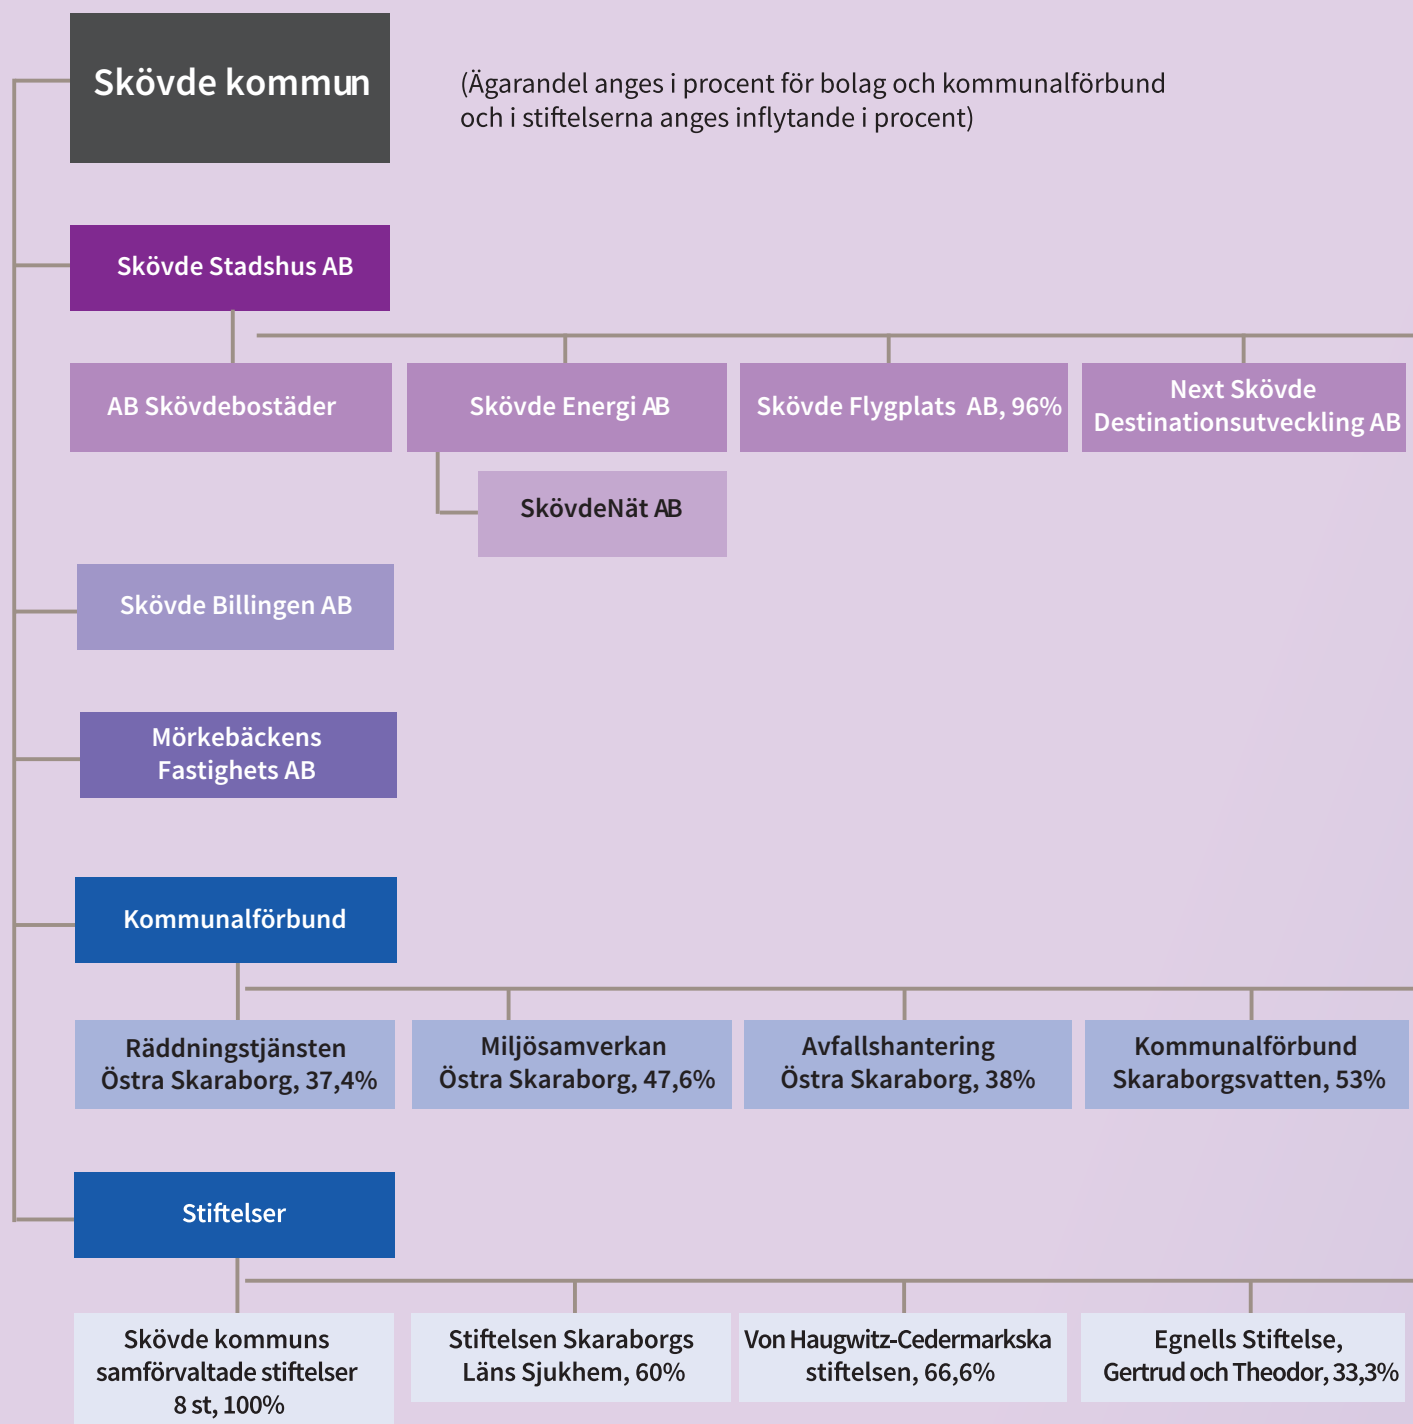 Skövde kommun
(Ägarandel anges i procent för bolag och kommunalförbund
och i stiftelserna anges inflytande i procent)
Skövde Stadshus AB
AB Skövdebostäder
Skövde Energi AB
Skövde Flygplats AB, 96%
Next Skövde
Destinationsutveckling AB
SkövdeNät AB
Skövde Billingen AB
Mörkebäckens
Fastighets AB
Kommunalförbund
Räddningstjänsten
Östra Skaraborg, 37,4%
Miljösamverkan
Östra Skaraborg, 47,6%
Avfallshantering
Östra Skaraborg, 38%
Kommunalförbund
Skaraborgsvatten, 53%
Stiftelser
Skövde kommuns
samförvaltade stiftelser
8 st, 100%
Stiftelsen Skaraborgs
Läns Sjukhem, 60%
Von Haugwitz-Cedermarkska
stiftelsen, 66,6%
Egnells Stiftelse,
Gertrud och Theodor, 33,3%